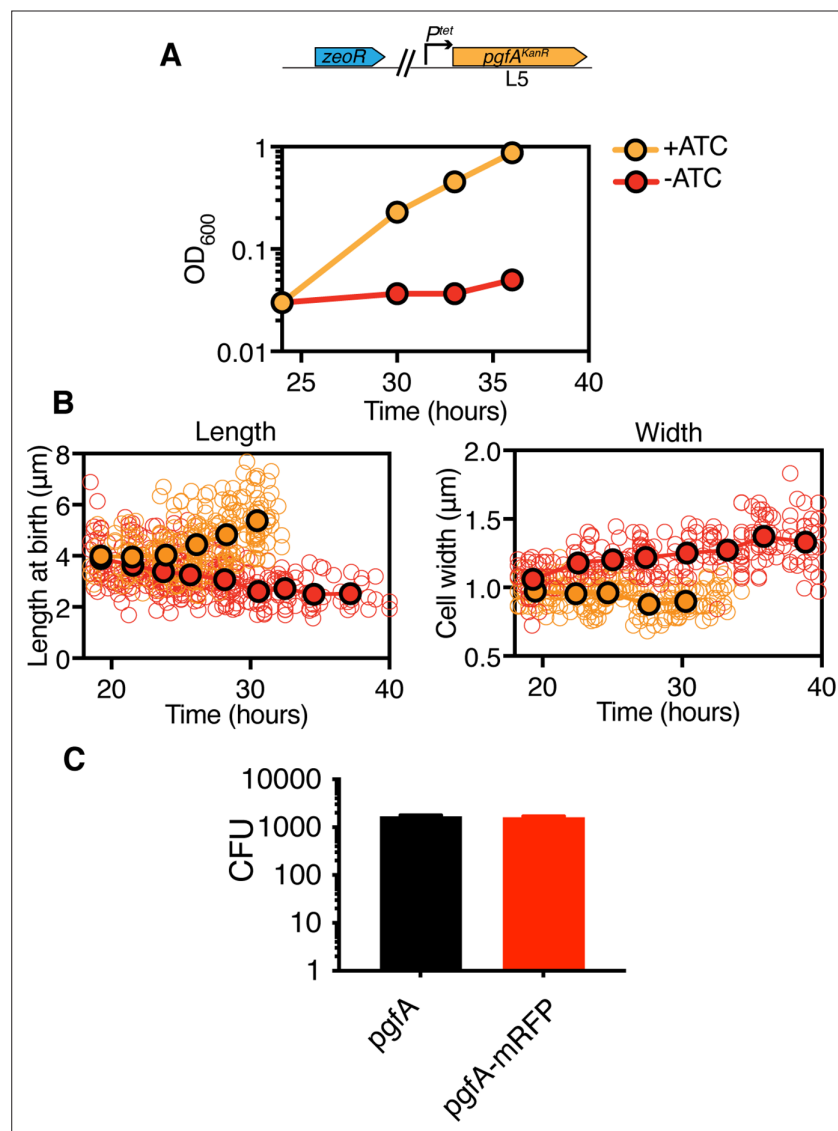 A
zeoR
P^tet
pgfA^KanR
L5
+ATC
-ATC
1
0.1
0.01
OD₆₀₀
25 30 35 40
Time (hours)
B
Length
Width
8
6
4
2
0
Length at birth (µm)
20 30 40
Time (hours)
2.0
1.5
1.0
0.5
Cell width (µm)
20 30 40
Time (hours)
C
10000
1000
100
10
1
CFU
pgfA
pgfA-mRFP